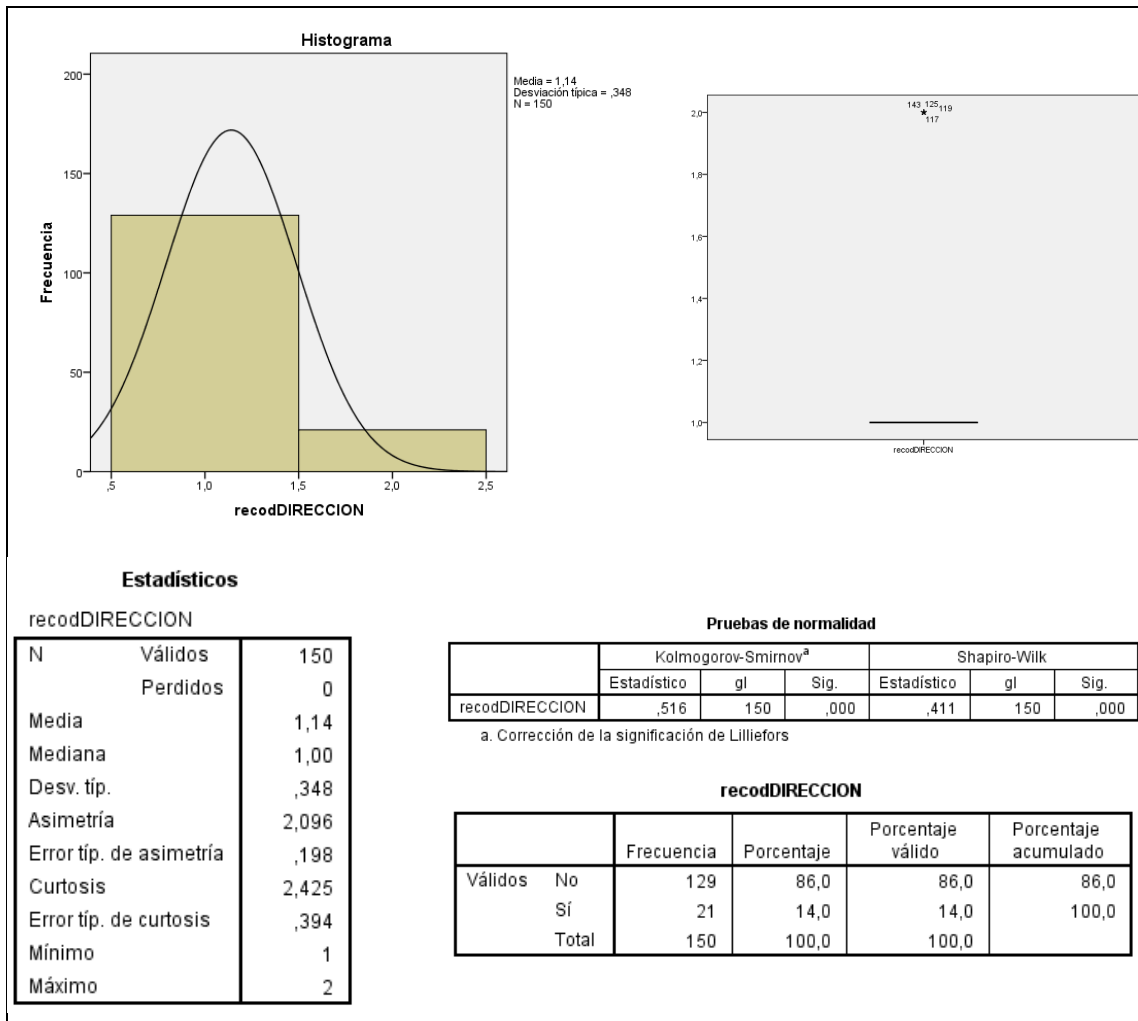 Histograma
Media = 1,14
Desviación típica = ,348
N = 150
200
150
100
50
0
Frecuencia
,5 1,0 1,5 2,0 2,5
recodDIRECCION
143 125 119
117
2,0
1,8
1,6
1,4
1,2
1,0
recodDIRECCION
Estadísticos
recodDIRECCION
N Válidos 150
Perdidos 0
Media 1,14
Mediana 1,00
Desv. típ. ,348
Asimetría 2,096
Error típ. de asimetría ,198
Curtosis 2,425
Error típ. de curtosis ,394
Mínimo 1
Máximo 2
Pruebas de normalidad
Kolmogorov-Smirnov^a Shapiro-Wilk
Estadístico gl Sig. Estadístico gl Sig.
recodDIRECCION ,516 150 ,000 ,411 150 ,000
a. Corrección de la significación de Lilliefors
recodDIRECCION
Frecuencia Porcentaje Porcentaje válido Porcentaje acumulado
Válidos No 129 86,0 86,0 86,0
Sí 21 14,0 14,0 100,0
Total 150 100,0 100,0